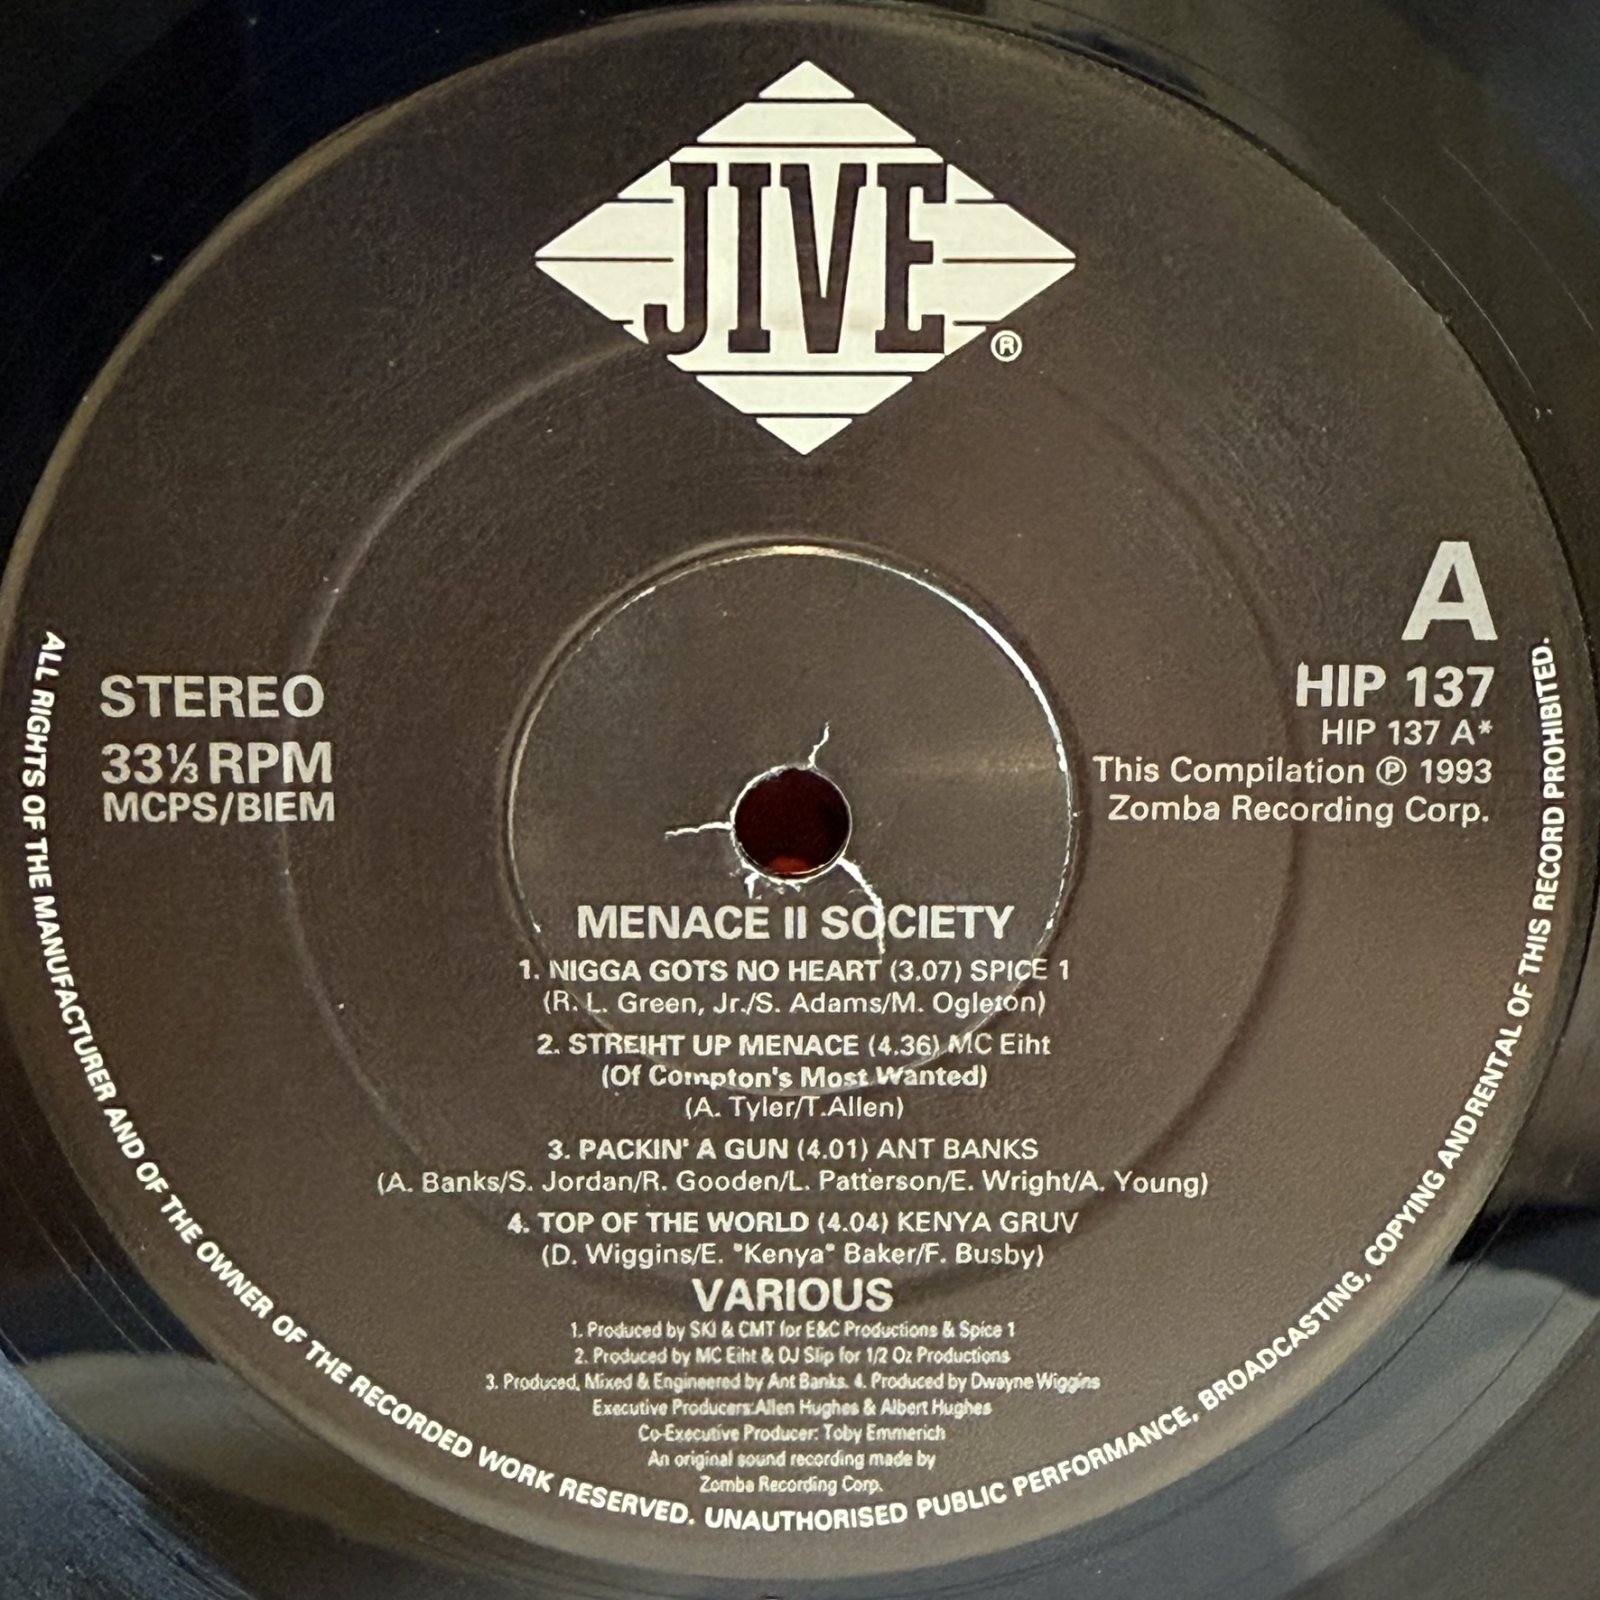 JIVE®
A
HIP 137
HIP 137 A*
This Compilation ℗ 1993
Zomba Recording Corp.
STEREO
33⅓ RPM
MCPS/BIEM
MENACE II SOCIETY
1. NIGGA GOTS NO HEART (3.07) SPICE 1
(R. L. Green, Jr./S. Adams/M. Ogleton)
2. STREIHT UP MENACE (4.36) MC Eiht
(Of Compton's Most Wanted)
(A. Tyler/T.Allen)
3. PACKIN' A GUN (4.01) ANT BANKS
(A. Banks/S. Jordan/R. Gooden/L. Patterson/E. Wright/A. Young)
4. TOP OF THE WORLD (4.04) KENYA GRUV
(D. Wiggins/E. "Kenya" Baker/F. Busby)
VARIOUS
1. Produced by SKI & CMT for E&C Productions & Spice 1
2. Produced by MC Eiht & DJ Slip for 1/2 Oz Productions
3. Produced, Mixed & Engineered by Ant Banks. 4. Produced by Dwayne Wiggins
Executive Producers:Allen Hughes & Albert Hughes
Co-Executive Producer: Toby Emmerich
An original sound recording made by
Zomba Recording Corp.
ALL RIGHTS OF THE MANUFACTURER AND OF THE OWNER OF THE RECORDED WORK RESERVED. UNAUTHORISED PUBLIC PERFORMANCE, BROADCASTING, COPYING ANDRENTAL OF THIS RECORD PROHIBITED.